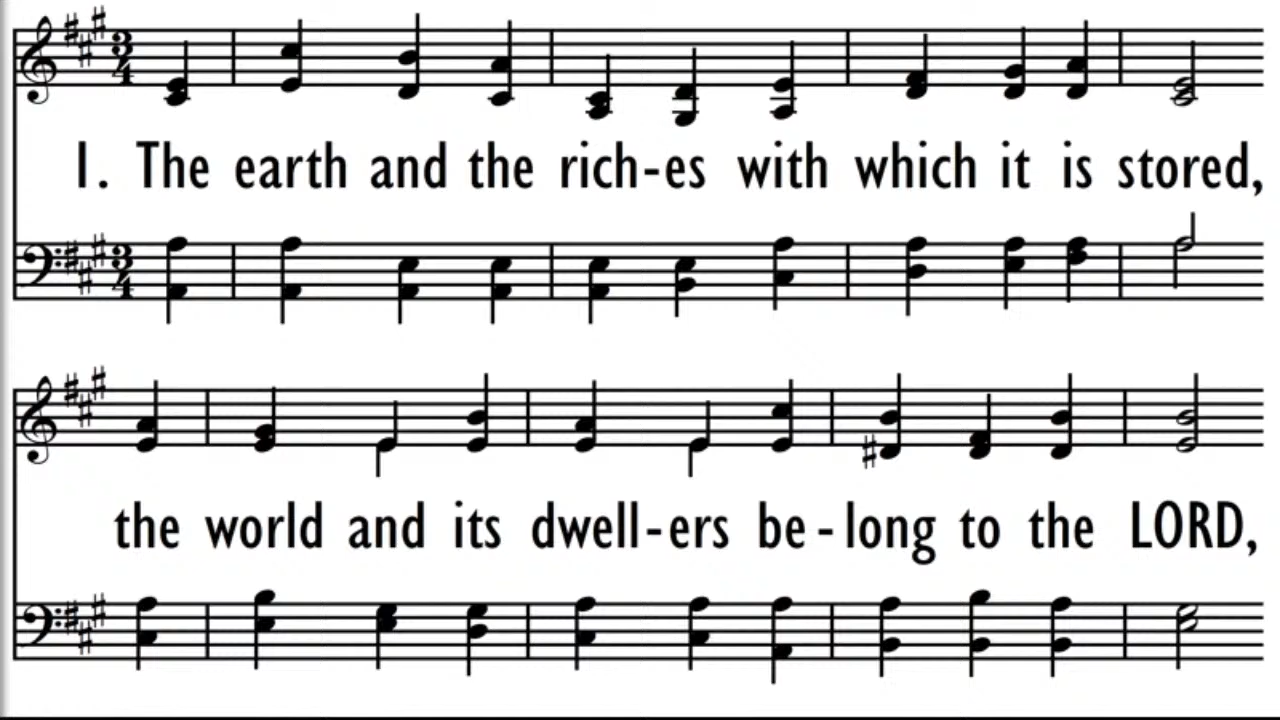 1. The earth and the rich-es with which it is stored,
the world and its dwell-ers be-long to the LORD,